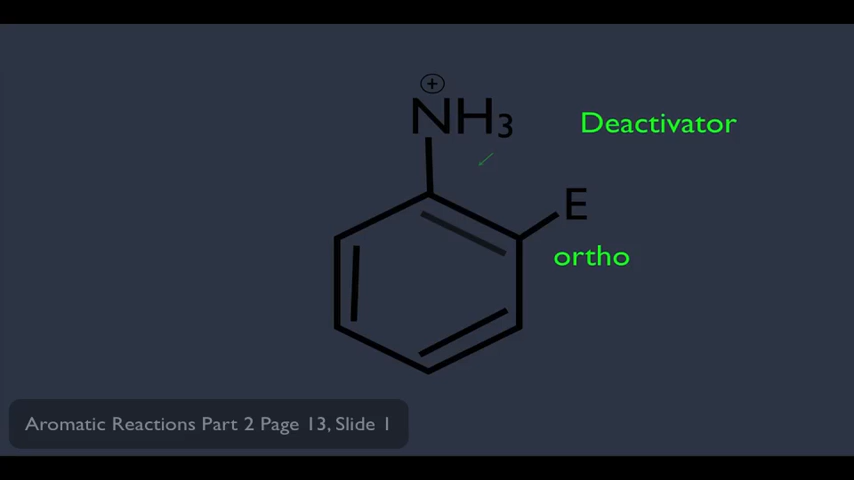 ⊕
NH₃
Deactivator
E
ortho
Aromatic Reactions Part 2 Page 13, Slide 1